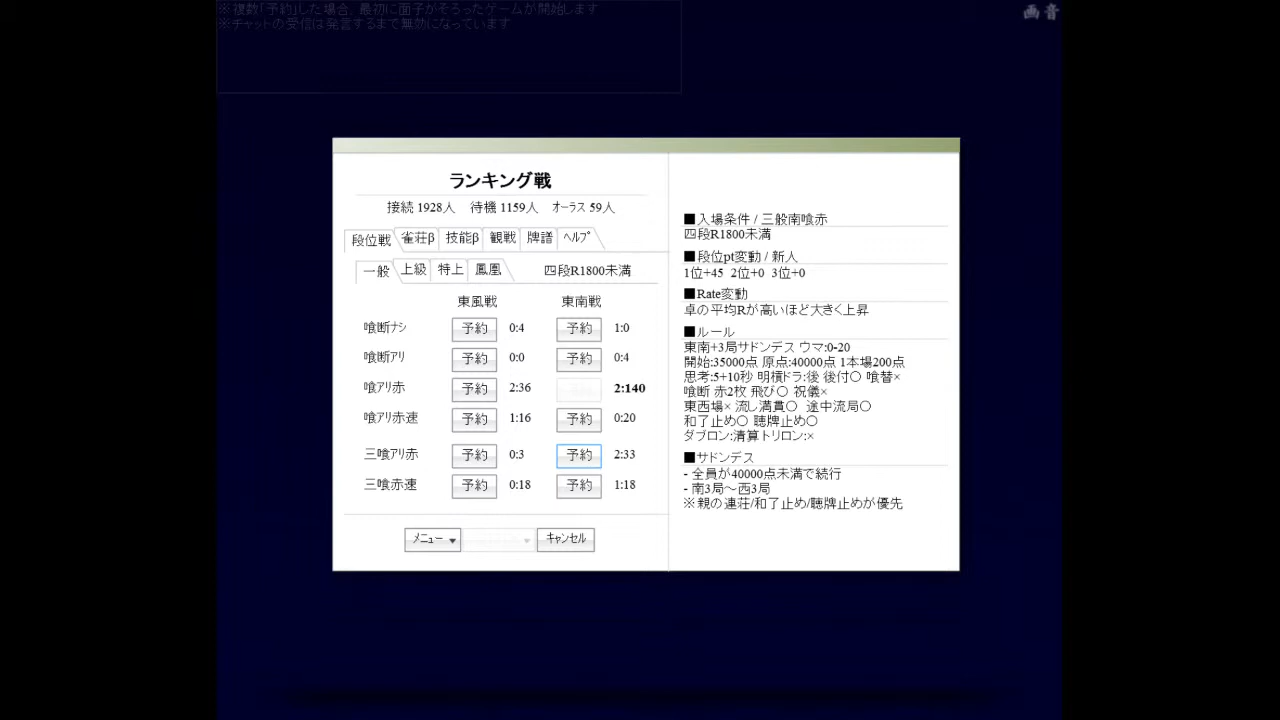 ※複数「予約」した場合、最初に面子がそろったゲームが開始します
※チャットの受信は発言するまで無効になっています
画 音
ランキング戦
接続 1928人 待機 1159人 オーラス 59人
段位戦 雀荘β 技能β 観戦 牌譜 ヘルプ
一般 上級 特上 鳳凰 四段R1800未満
東風戦 東南戦
喰断ナシ 予約 0:4 予約 1:0
喰断アリ 予約 0:0 予約 0:4
喰アリ赤 予約 2:36 2:140
喰アリ赤速 予約 1:16 予約 0:20
三喰アリ赤 予約 0:3 予約 2:33
三喰赤速 予約 0:18 予約 1:18
メニュー ▼ キャンセル
■入場条件 / 三般南喰赤
四段R1800未満
■段位pt変動 / 新人
1位+45 2位+0 3位+0
■Rate変動
卓の平均Rが高いほど大きく上昇
■ルール
東南+3局サドンデス ウマ:0-20
開始:35000点 原点:40000点 1本場200点
思考:5+10秒 明槓ドラ:後 後付〇 喰替×
喰断 赤2枚 飛び〇 祝儀×
東西場× 流し満貫〇 途中流局〇
和了止め〇 聴牌止め〇
ダブロン:清算トリロン:×
■サドンデス
- 全員が40000点未満で続行
- 南3局～西3局
※親の連荘/和了止め/聴牌止めが優先